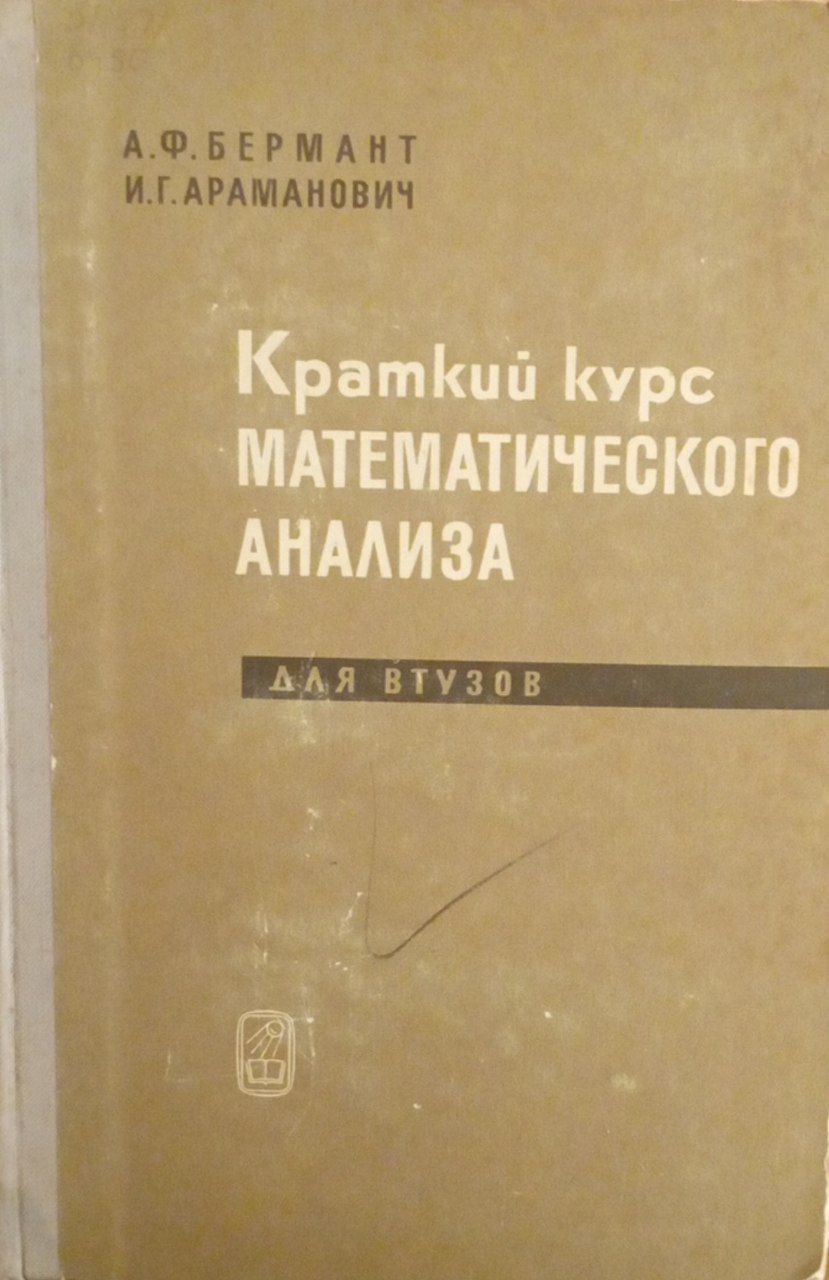 А.Ф.БЕРМАНТ
И.Г.АРАМАНОВИЧ
Краткий курс
МАТЕМАТИЧЕСКОГО
АНАЛИЗА
ДЛЯ ВТУЗОВ